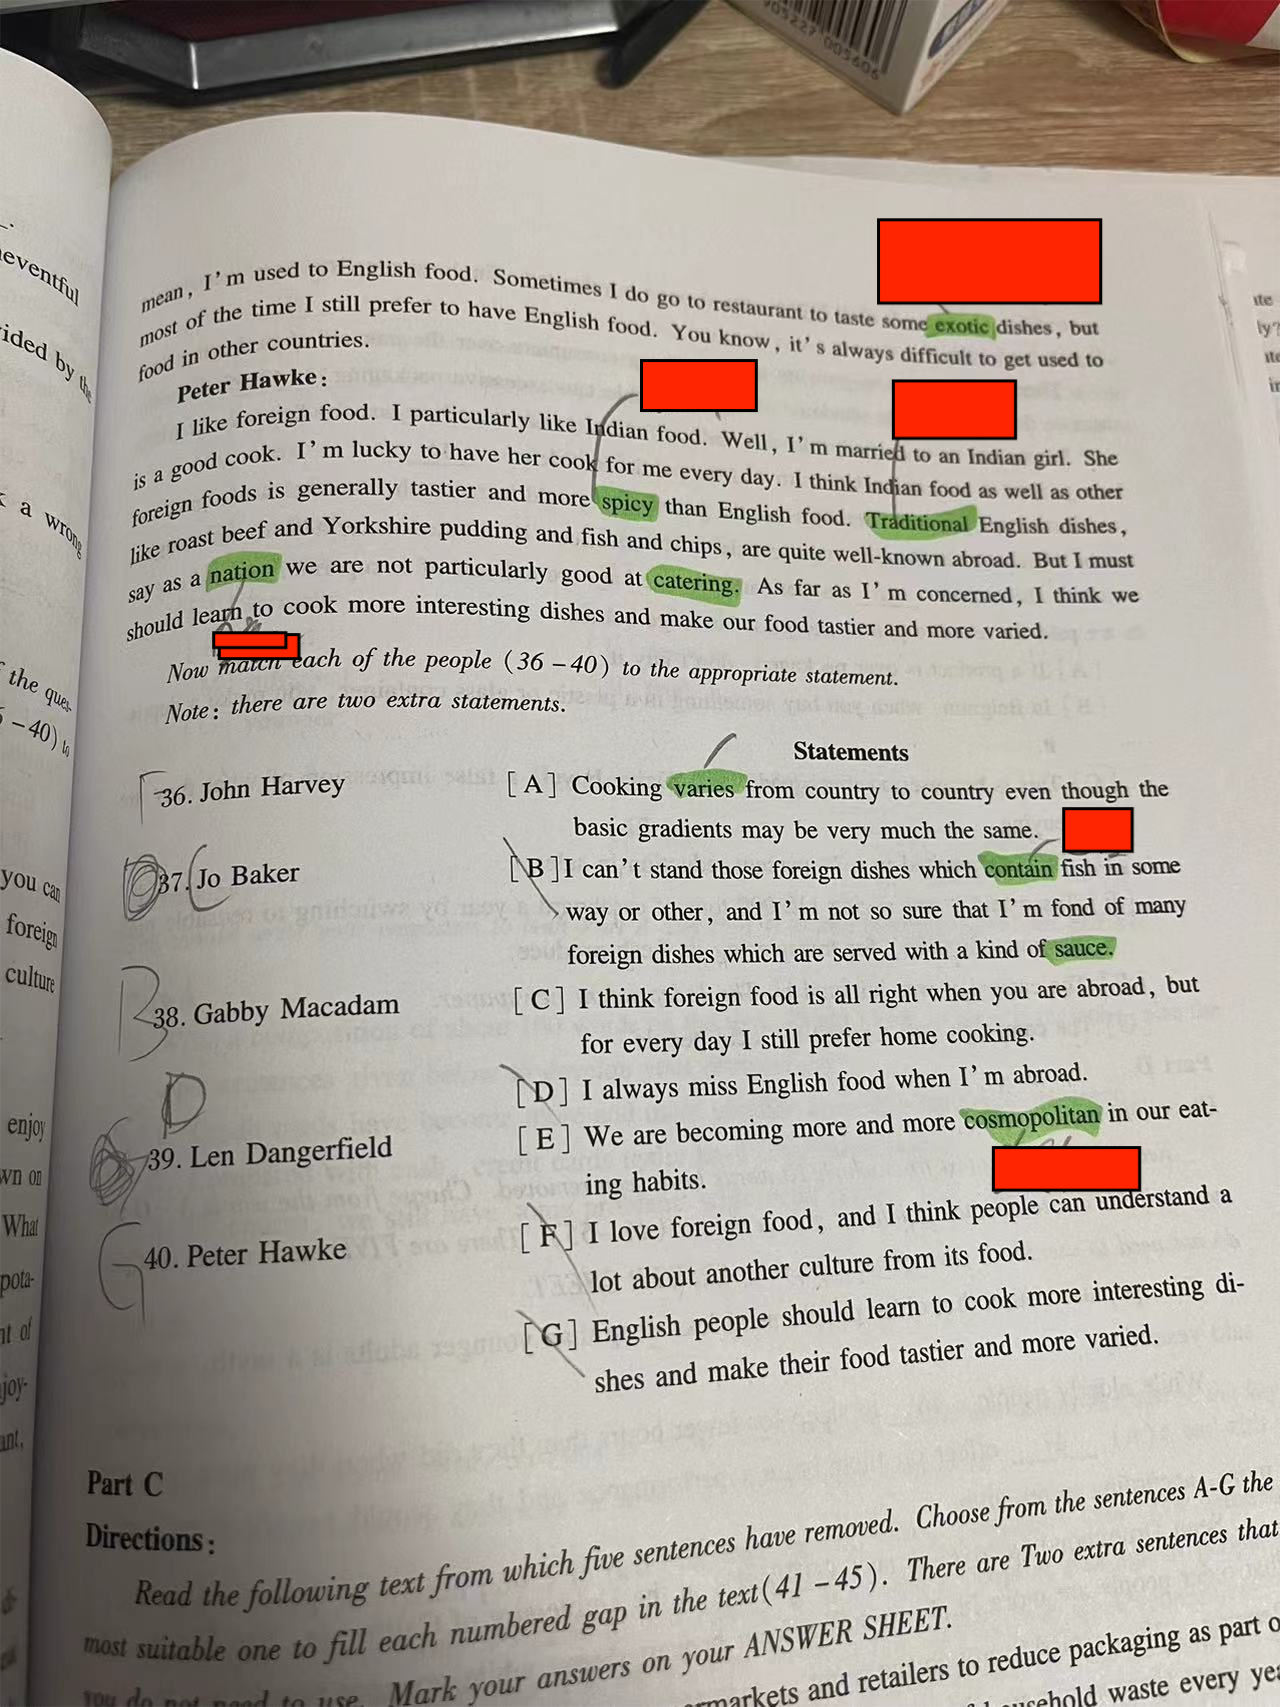 905227 005606
eventful
ided by the
a wrong
the ques-
- 40) to
you can
foreign
culture
enjoy
wn on
What
pota-
nt of
joy-
ant,
mean, I'm used to English food. Sometimes I do go to restaurant to taste some exotic dishes, but
most of the time I still prefer to have English food. You know, it's always difficult to get used to
food in other countries.
Peter Hawke:
I like foreign food. I particularly like Indian food. Well, I'm married to an Indian girl. She
is a good cook. I'm lucky to have her cook for me every day. I think Indian food as well as other
foreign foods is generally tastier and more spicy than English food. Traditional English dishes,
like roast beef and Yorkshire pudding and fish and chips, are quite well-known abroad. But I must
say as a nation we are not particularly good at catering. As far as I'm concerned, I think we
should learn to cook more interesting dishes and make our food tastier and more varied.
Now match each of the people (36 - 40) to the appropriate statement.
Note: there are two extra statements.
Statements
F 36. John Harvey
37. C Jo Baker
B 38. Gabby Macadam
D
39. Len Dangerfield
G 40. Peter Hawke
[A] Cooking varies from country to country even though the
basic gradients may be very much the same.
[B] I can't stand those foreign dishes which contain fish in some
way or other, and I'm not so sure that I'm fond of many
foreign dishes which are served with a kind of sauce.
[C] I think foreign food is all right when you are abroad, but
for every day I still prefer home cooking.
[D] I always miss English food when I'm abroad.
[E] We are becoming more and more cosmopolitan in our eat-
ing habits.
[F] I love foreign food, and I think people can understand a
lot about another culture from its food.
[G] English people should learn to cook more interesting di-
shes and make their food tastier and more varied.
Part C
Directions:
Read the following text from which five sentences have removed. Choose from the sentences A-G the
most suitable one to fill each numbered gap in the text(41 - 45). There are Two extra sentences that
you do not need to use. Mark your answers on your ANSWER SHEET.
markets and retailers to reduce packaging as part o
usehold waste every yea